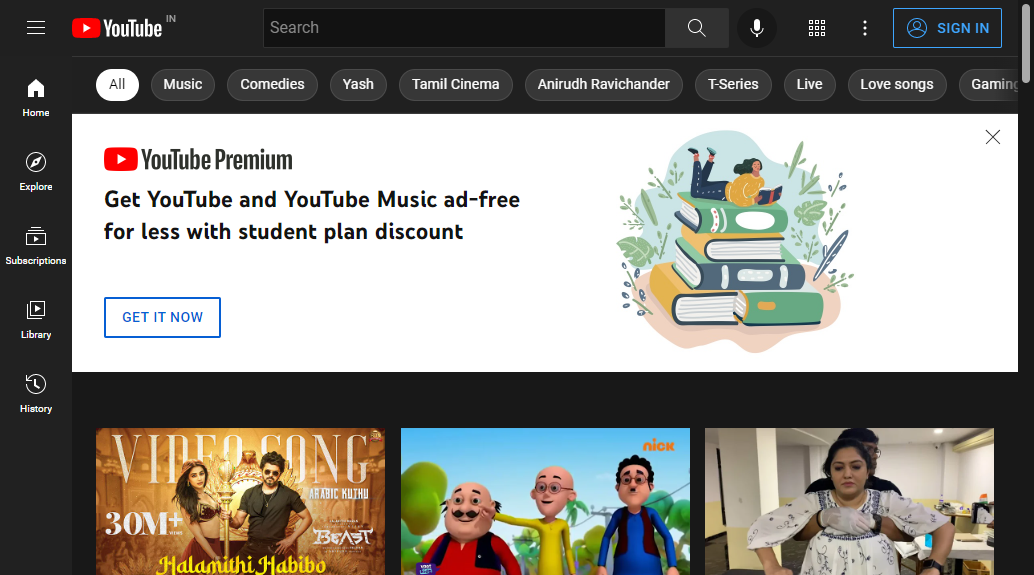 YouTube IN
Search
SIGN IN
All
Music
Comedies
Yash
Tamil Cinema
Anirudh Ravichander
T-Series
Live
Love songs
Gaming
Home
Explore
Subscriptions
Library
History
YouTube Premium
Get YouTube and YouTube Music ad-free
for less with student plan discount
GET IT NOW
VIDEO SONG
ARABIC KUTHU
30M+
VIEWS
BEAST
Halamithi Habibo
nick